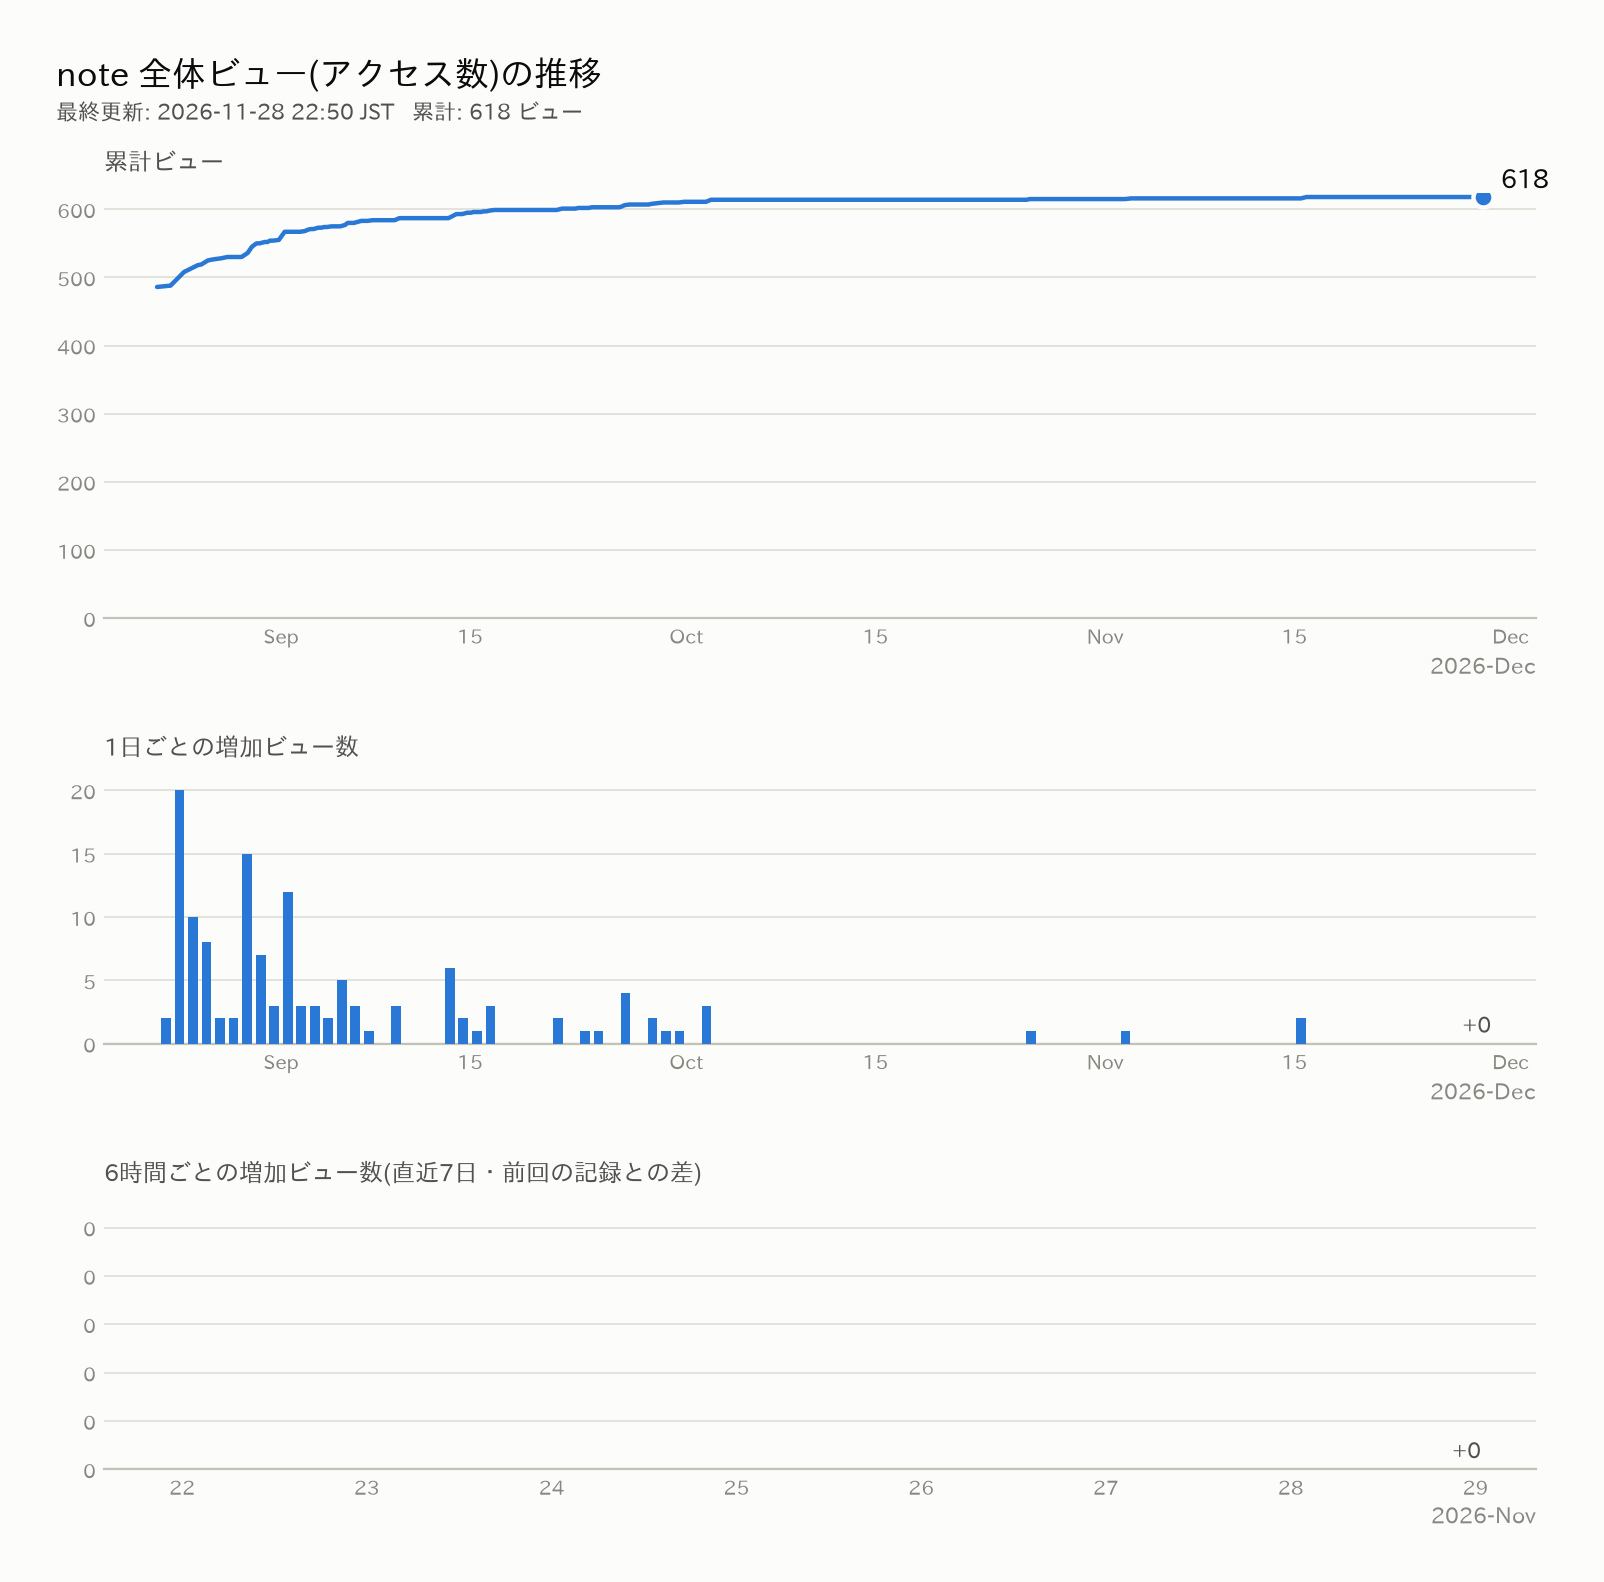 note 全体ビュー(アクセス数)の推移
最終更新: 2026-11-28 22:50 JST 累計: 618 ビュー
累計ビュー
618
600
500
400
300
200
100
0
Sep 15 Oct 15 Nov 15 Dec
2026-Dec
1日ごとの増加ビュー数
20
15
10
5
+0
0
Sep 15 Oct 15 Nov 15 Dec
2026-Dec
6時間ごとの増加ビュー数(直近7日・前回の記録との差)
0
0
0
0
0
+0
0
22 23 24 25 26 27 28 29
2026-Nov